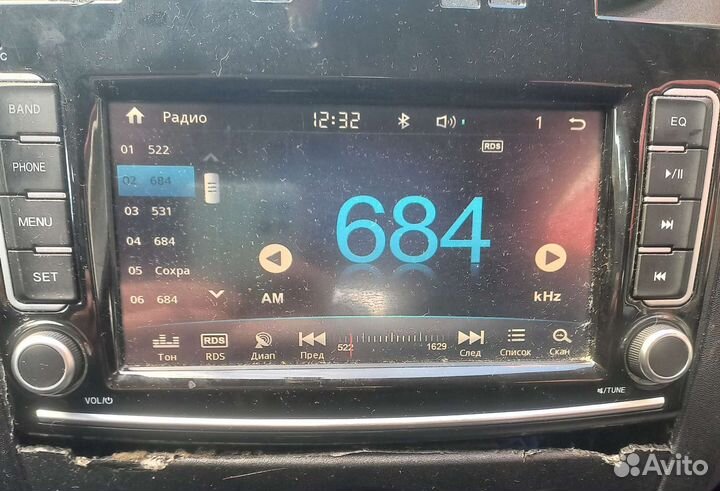 C
BAND
PHONE
MENU
SET
VOL/
Радио
12:32
1
RDS
01 522
02 684
03 531
04 684
05 Сохра
06 684
684
AM
kHz
Тон
RDS
RDS
Диап
Пред
522
1629
След
Список
Скан
EQ
/TUNE
Avito